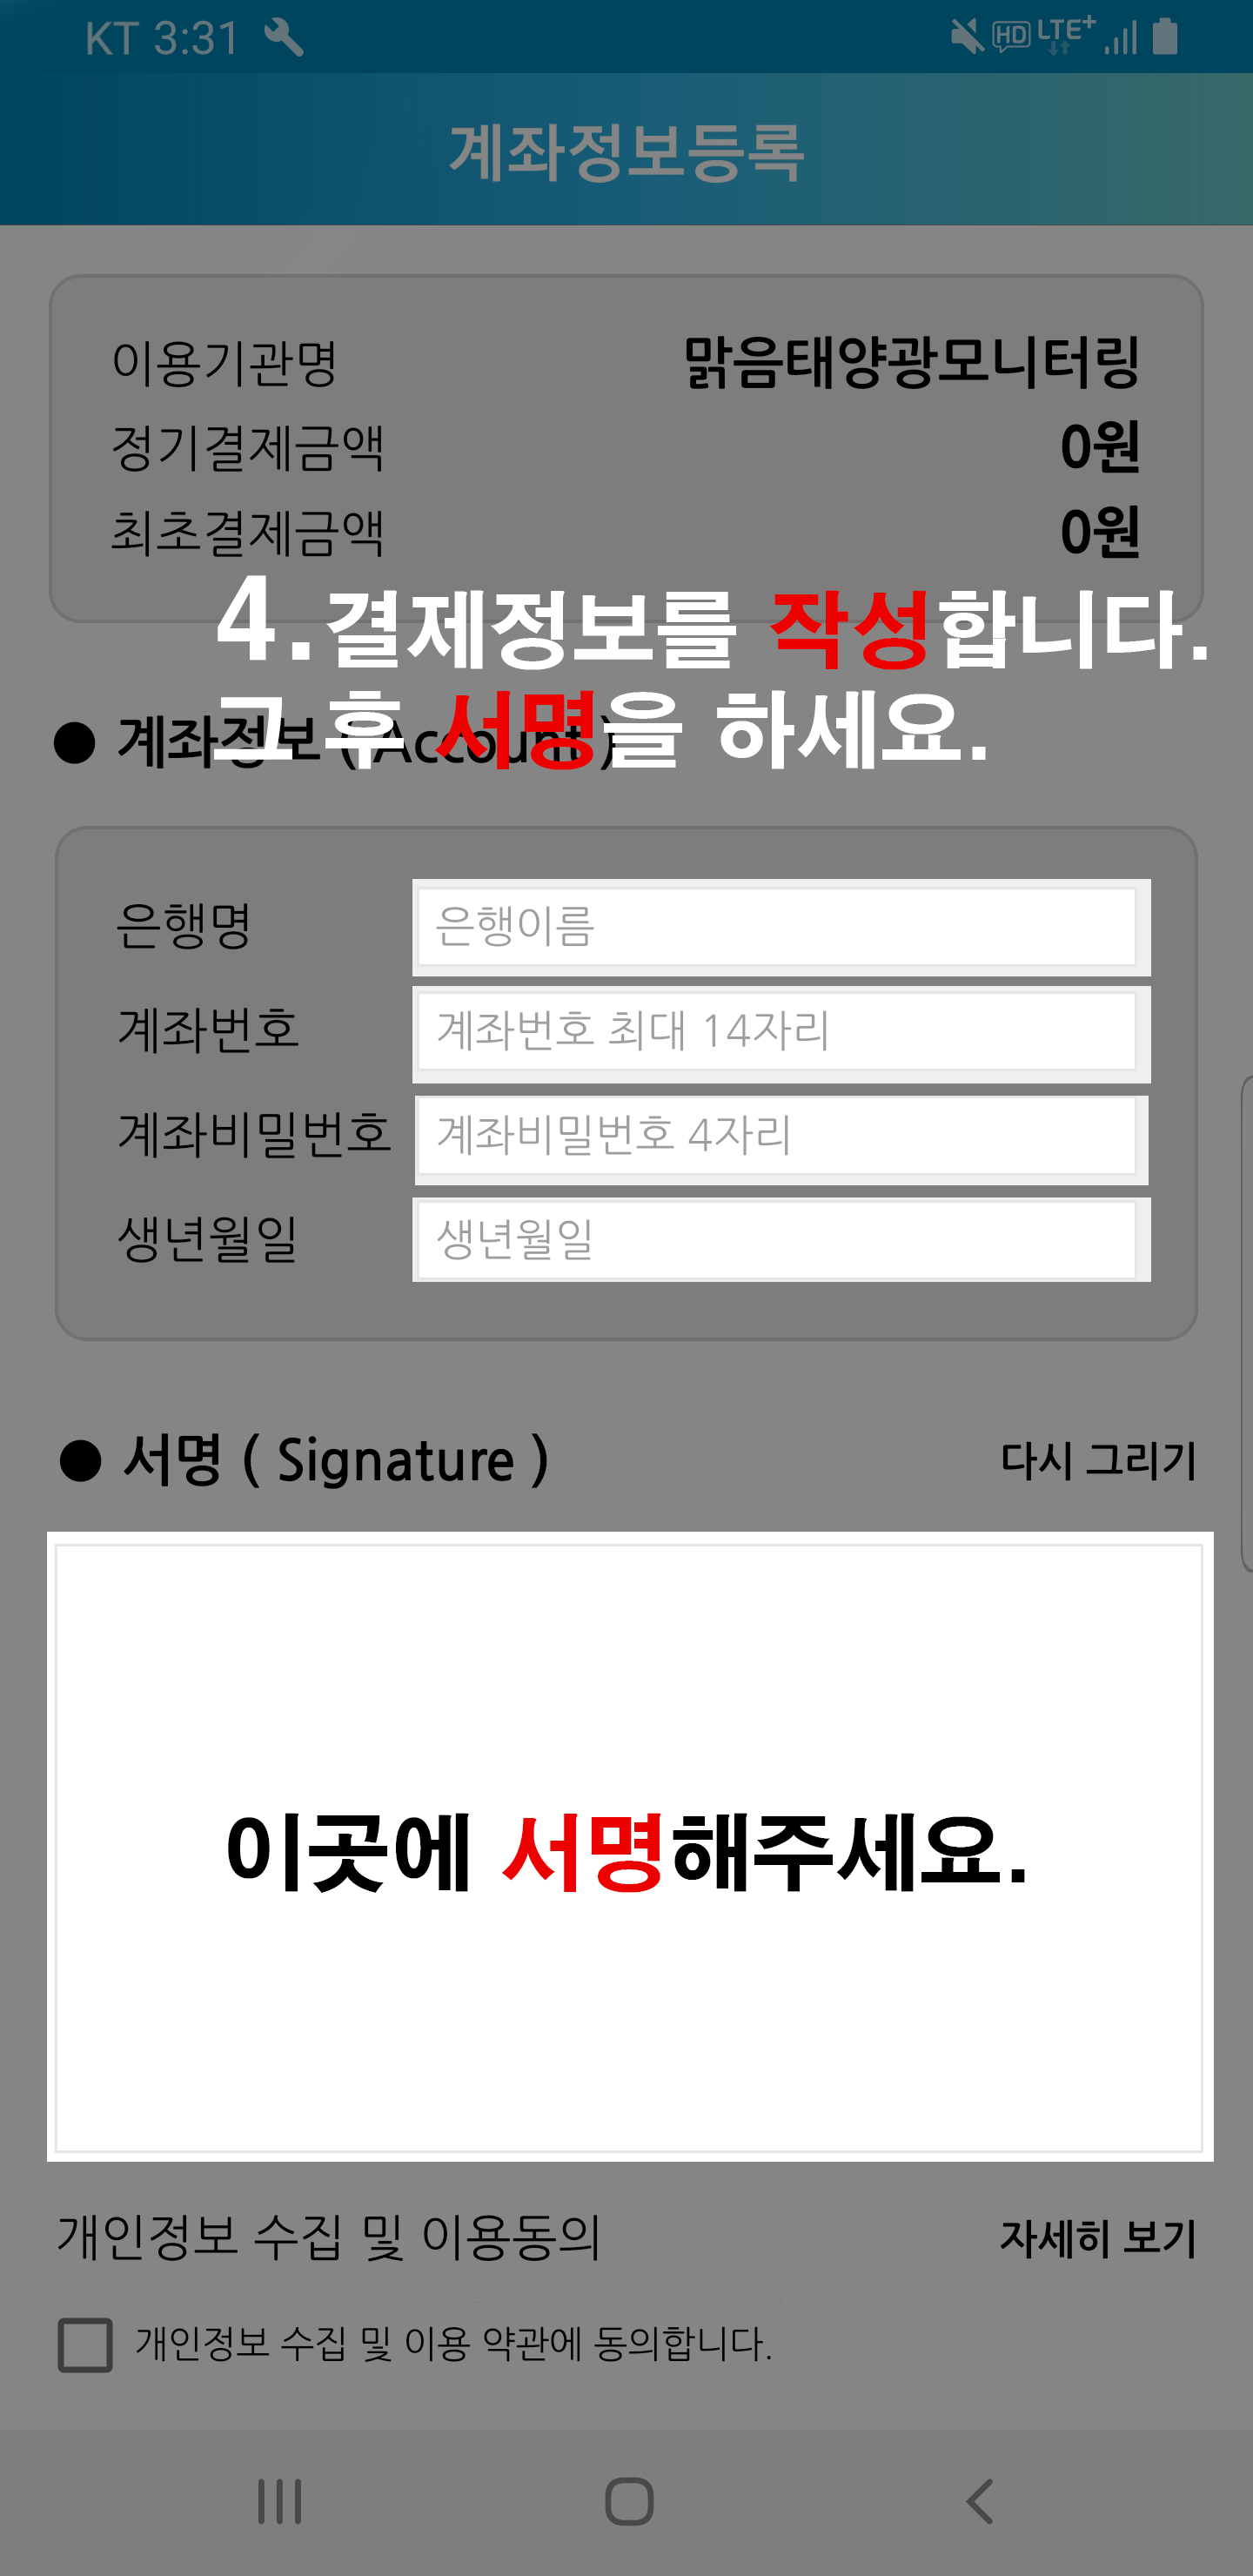 KT 3:31 HD LTE+
계좌정보등록
이용기관명 맑음태양광모니터링
정기결제금액 0원
최초결제금액 0원
4.결제정보를 작성합니다.
그 후 서명을 하세요.
● 계좌정보 ( Account )
은행명 은행이름
계좌번호 계좌번호 최대 14자리
계좌비밀번호 계좌비밀번호 4자리
생년월일 생년월일
● 서명 ( Signature ) 다시 그리기
이곳에 서명해주세요.
개인정보 수집 및 이용동의 자세히 보기
개인정보 수집 및 이용 약관에 동의합니다.